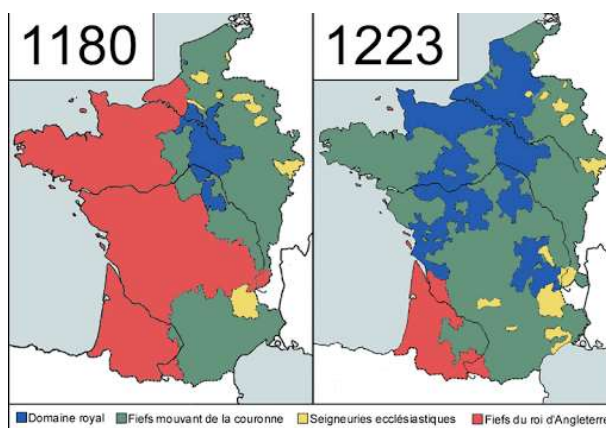 1180
1223
Domaine royal Fiefs mouvant de la couronne Seigneuries ecclésiastiques Fiefs du roi d'Angleterre